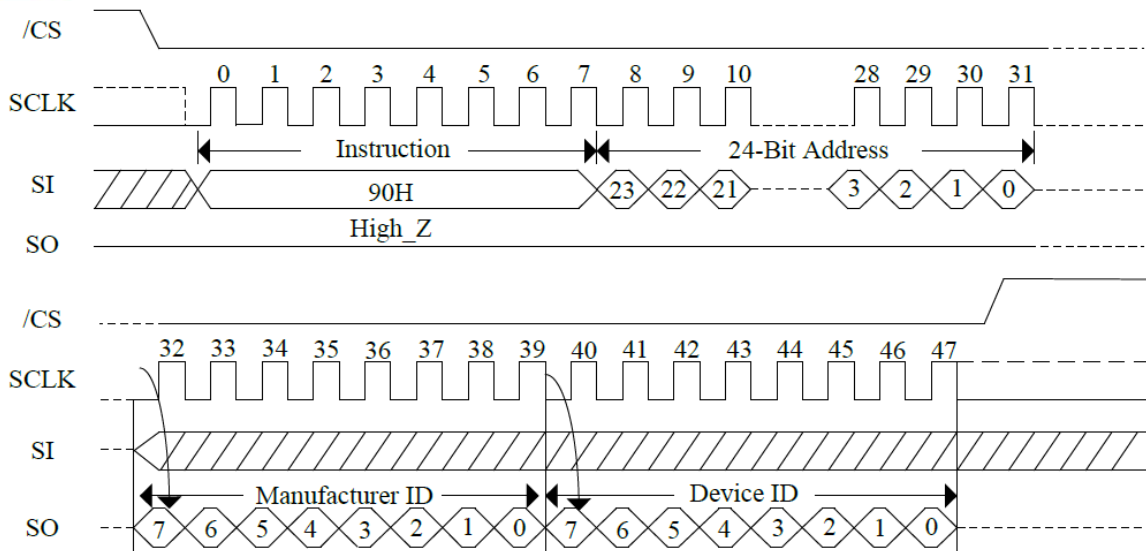 /CS
0 1 2 3 4 5 6 7 8 9 10 28 29 30 31
SCLK
Instruction 24-Bit Address
SI 90H 23 22 21 3 2 1 0
High_Z
SO
/CS
32 33 34 35 36 37 38 39 40 41 42 43 44 45 46 47
SCLK
SI
Manufacturer ID Device ID
SO 7 6 5 4 3 2 1 0 7 6 5 4 3 2 1 0